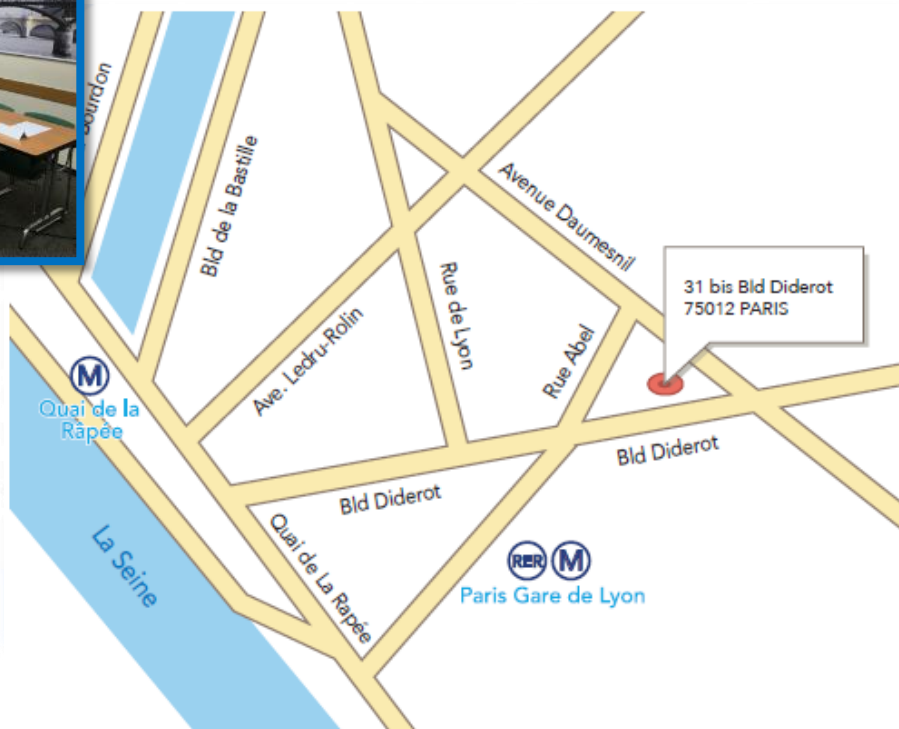 Bourdon
Bld de la Bastille
Avenue Daumesnil
31 bis Bld Diderot
75012 PARIS
Rue de Lyon
Ave. Ledru-Rolin
Rue Abel
M
Quai de la
Râpée
Bld Diderot
Bld Diderot
La Seine
Quai de La Rapée
RER M
Paris Gare de Lyon